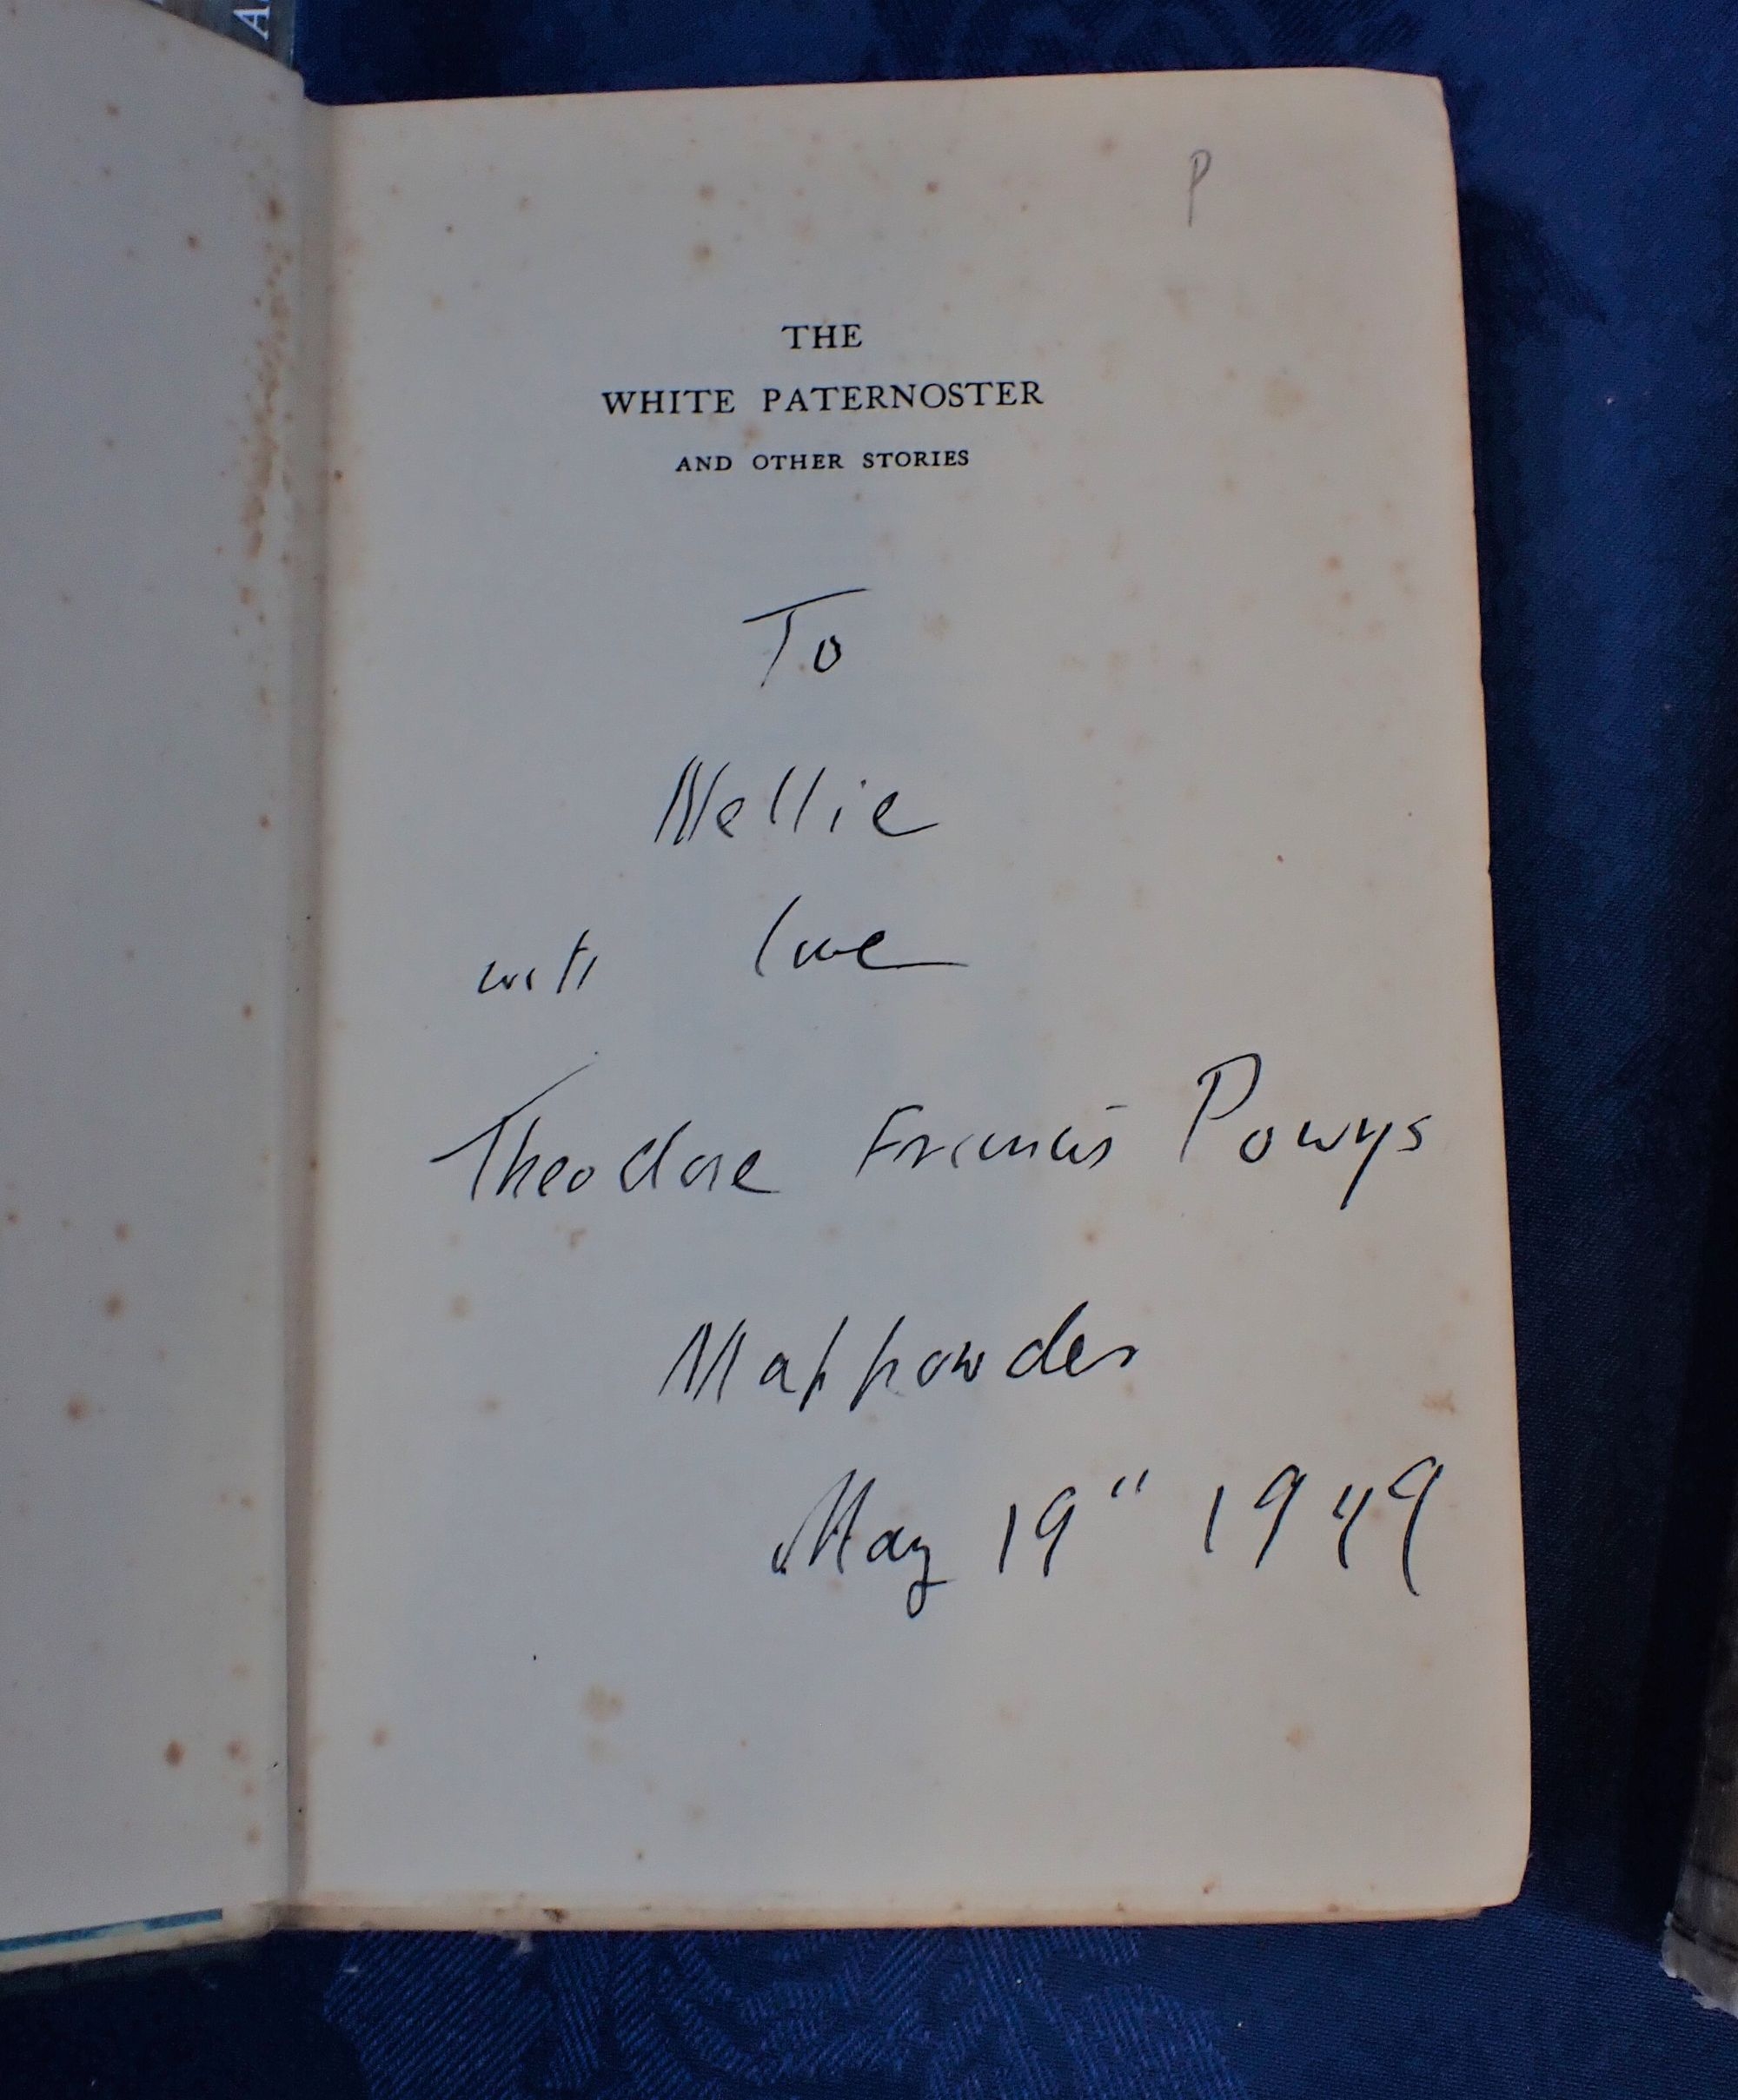 P
THE
WHITE PATERNOSTER
AND OTHER STORIES
To
Nellie
with love
Theodore Francis Powys
Mappowder
May 19" 1949